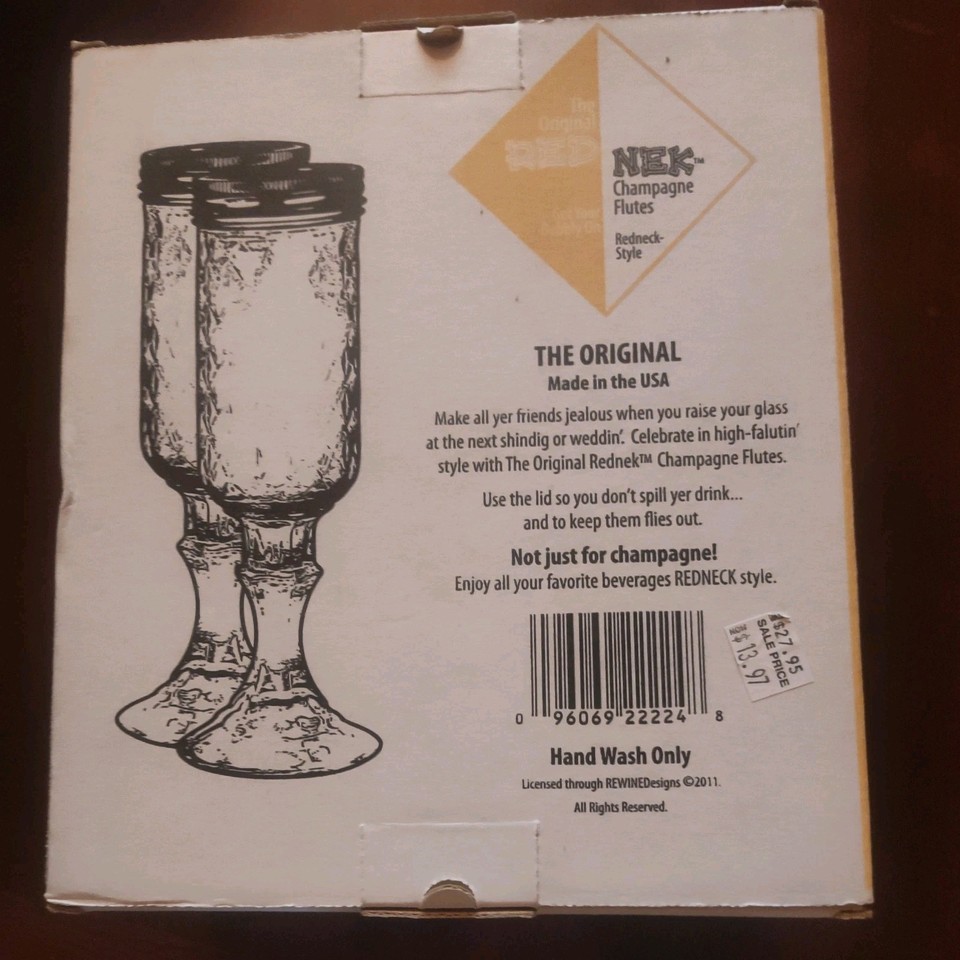 The
Original
RED
NEK™
Champagne
Flutes
Redneck-
Style
THE ORIGINAL
Made in the USA
Make all yer friends jealous when you raise your glass
at the next shindig or weddin'. Celebrate in high-falutin'
style with The Original Rednek™ Champagne Flutes.
Use the lid so you don't spill yer drink...
and to keep them flies out.
Not just for champagne!
Enjoy all your favorite beverages REDNECK style.
0 96069 22224 8
$27.95
SALE PRICE
NOW $13.97
Hand Wash Only
Licensed through REWINEDesigns ©2011.
All Rights Reserved.